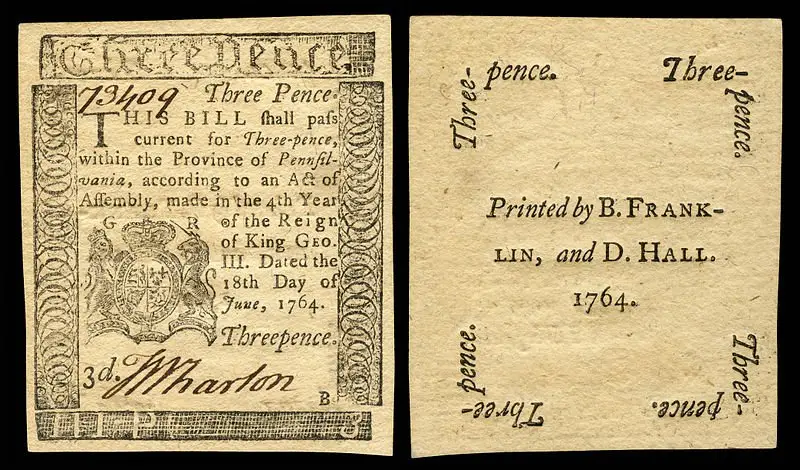 Three Pence.
73409 Three Pence.
THIS BILL ſhall paſs
current for Three-pence,
within the Province of Pennſil-
vania, according to an Act of
Aſſembly, made in the 4th Year
G R of the Reign
of King GEO.
III. Dated the
18th Day of
June, 1764.
Threepence.
3d. Wharton
B
III P
Three-pence.
Three-pence.
Printed by B. FRANK-
LIN, and D. HALL.
1764.
Three-pence.
Three-pence.